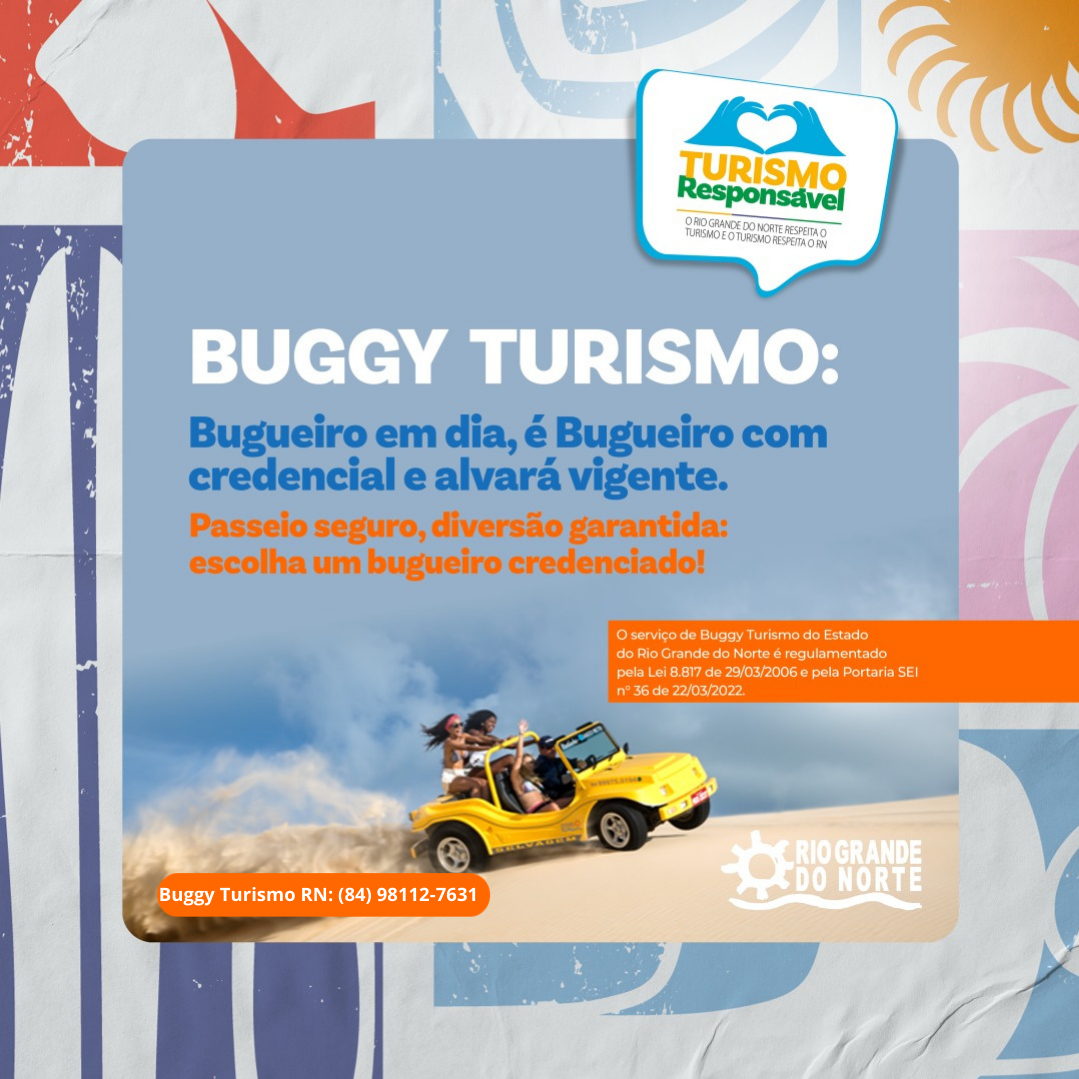 TURISMO
Responsável
O RIO GRANDE DO NORTE RESPEITA O
TURISMO E O TURISMO RESPEITA O RN
BUGGY TURISMO:
Bugueiro em dia, é Bugueiro com
credencial e alvará vigente.
Passeio seguro, diversão garantida:
escolha um bugueiro credenciado!
O serviço de Buggy Turismo do Estado
do Rio Grande do Norte é regulamentado
pela Lei 8.817 de 29/03/2006 e pela Portaria SEI
nº 36 de 22/03/2022.
SELVAGEM
RIO GRANDE
DO NORTE
Buggy Turismo RN: (84) 98112-7631